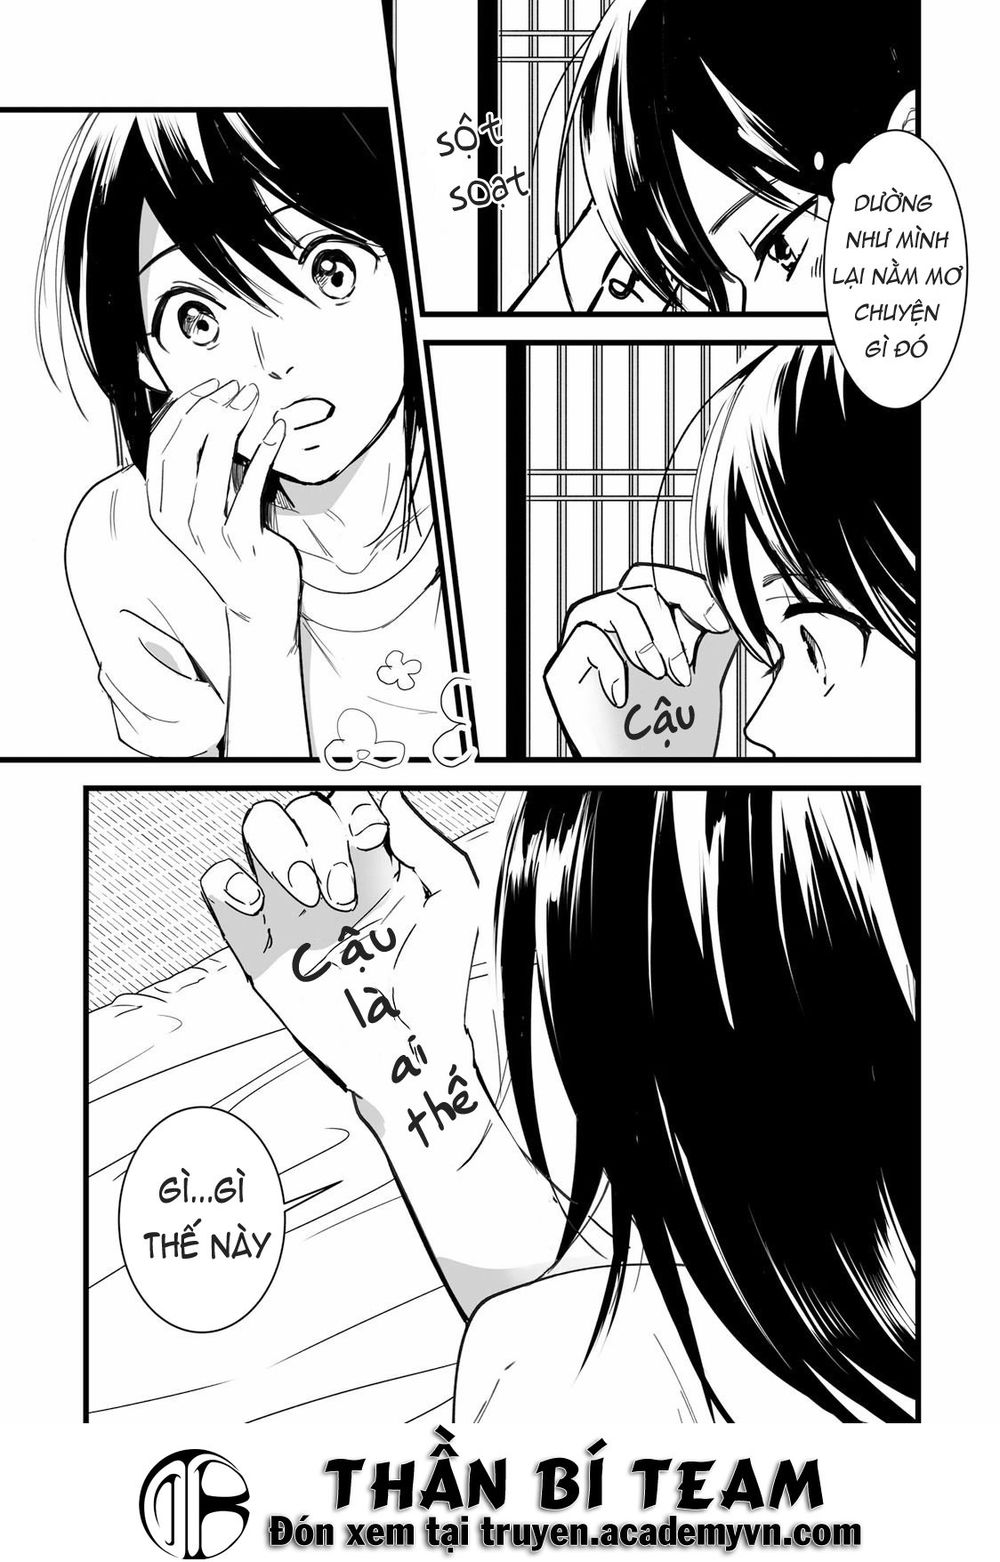 sột
soạt
DƯỜNG
NHƯ MÌNH
LẠI NẰM MƠ
CHUYỆN
GÌ ĐÓ
Cậu
Cậu
là
ai
thế
GÌ...GÌ
THẾ NÀY
THẦN BÍ TEAM
Đón xem tại truyen.academyvn.com